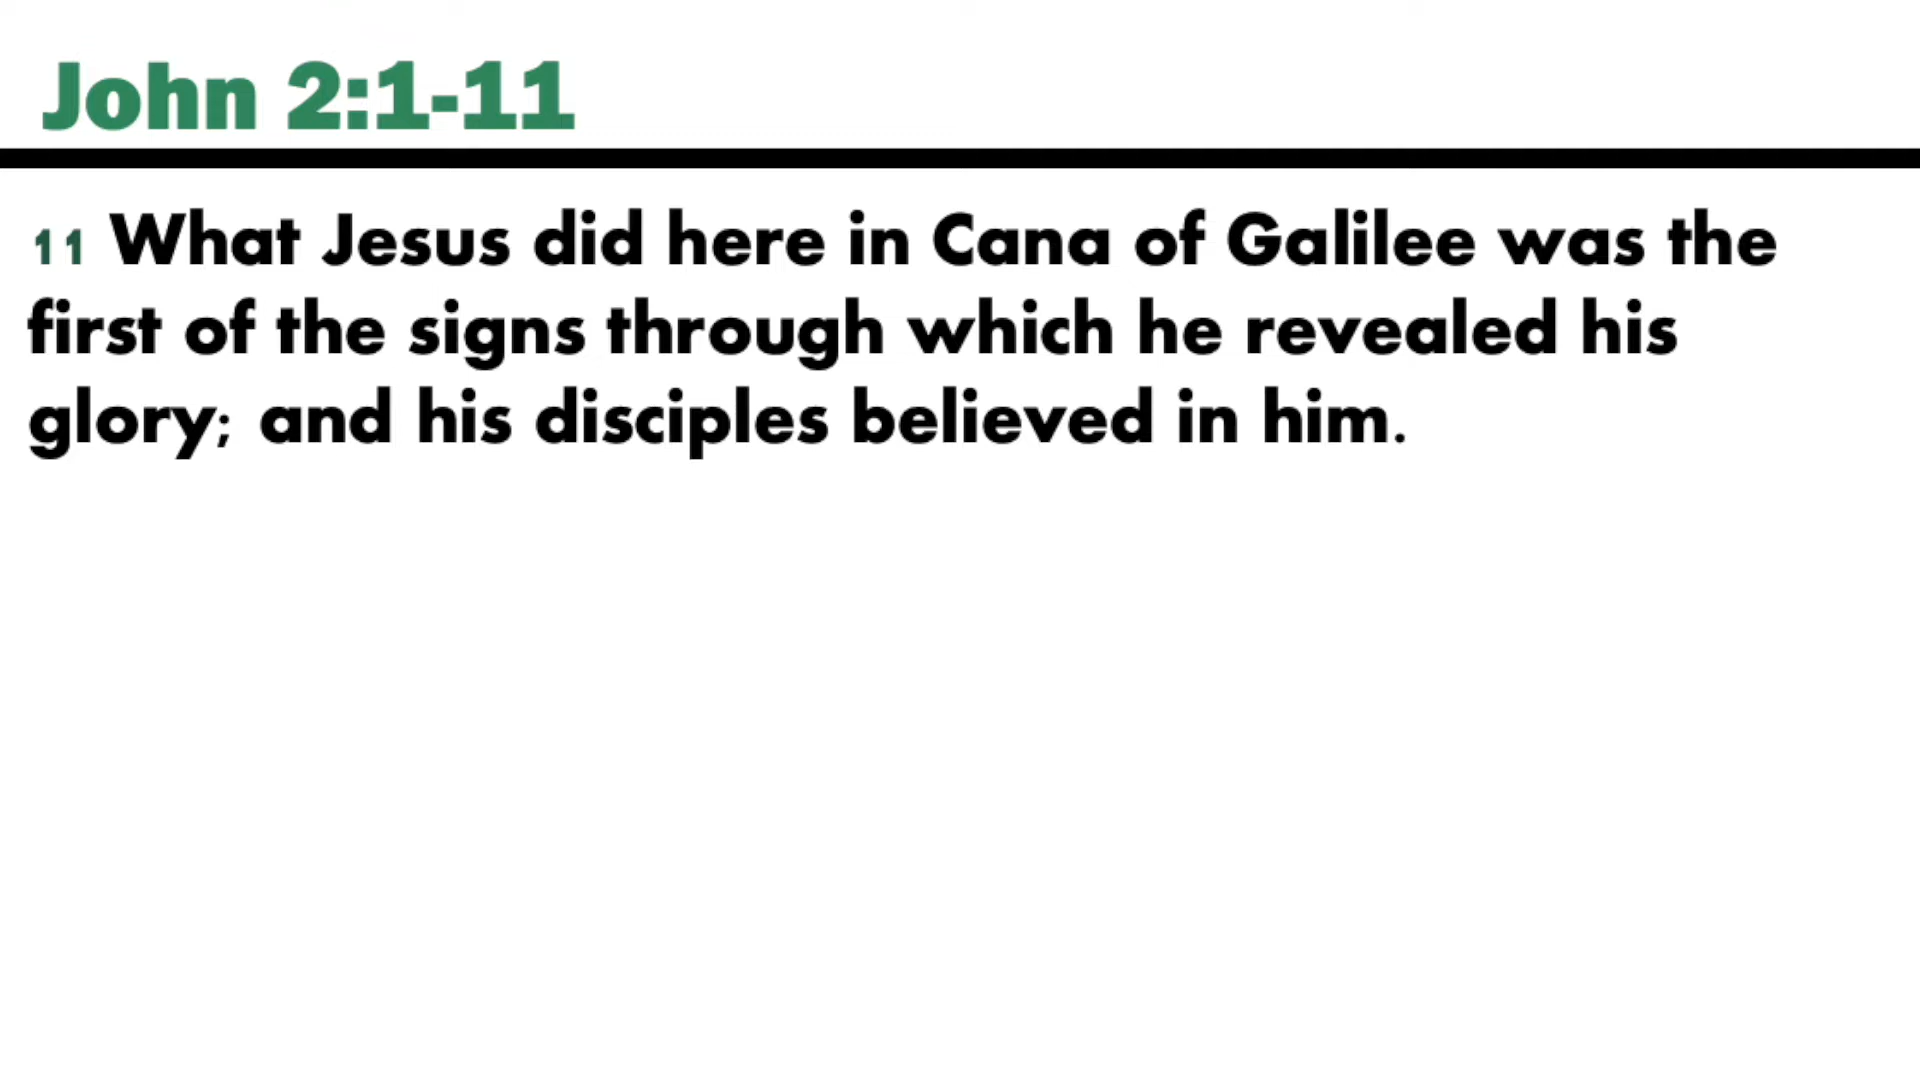 John 2:1-11
11 What Jesus did here in Cana of Galilee was the
first of the signs through which he revealed his
glory; and his disciples believed in him.